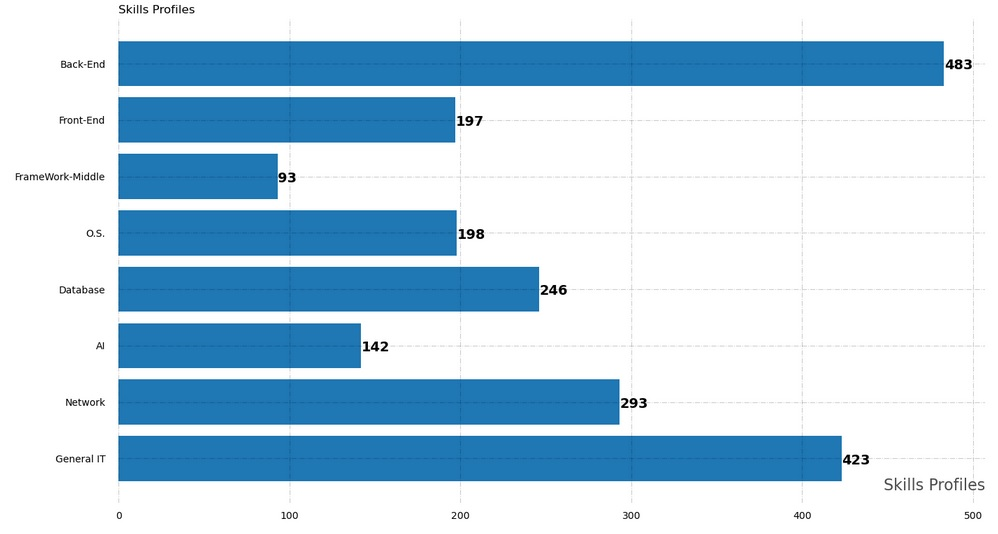 Skills Profiles
Back-End 483
Front-End 197
FrameWork-Middle 93
O.S. 198
Database 246
AI 142
Network 293
General IT 423
Skills Profiles
0 100 200 300 400 500